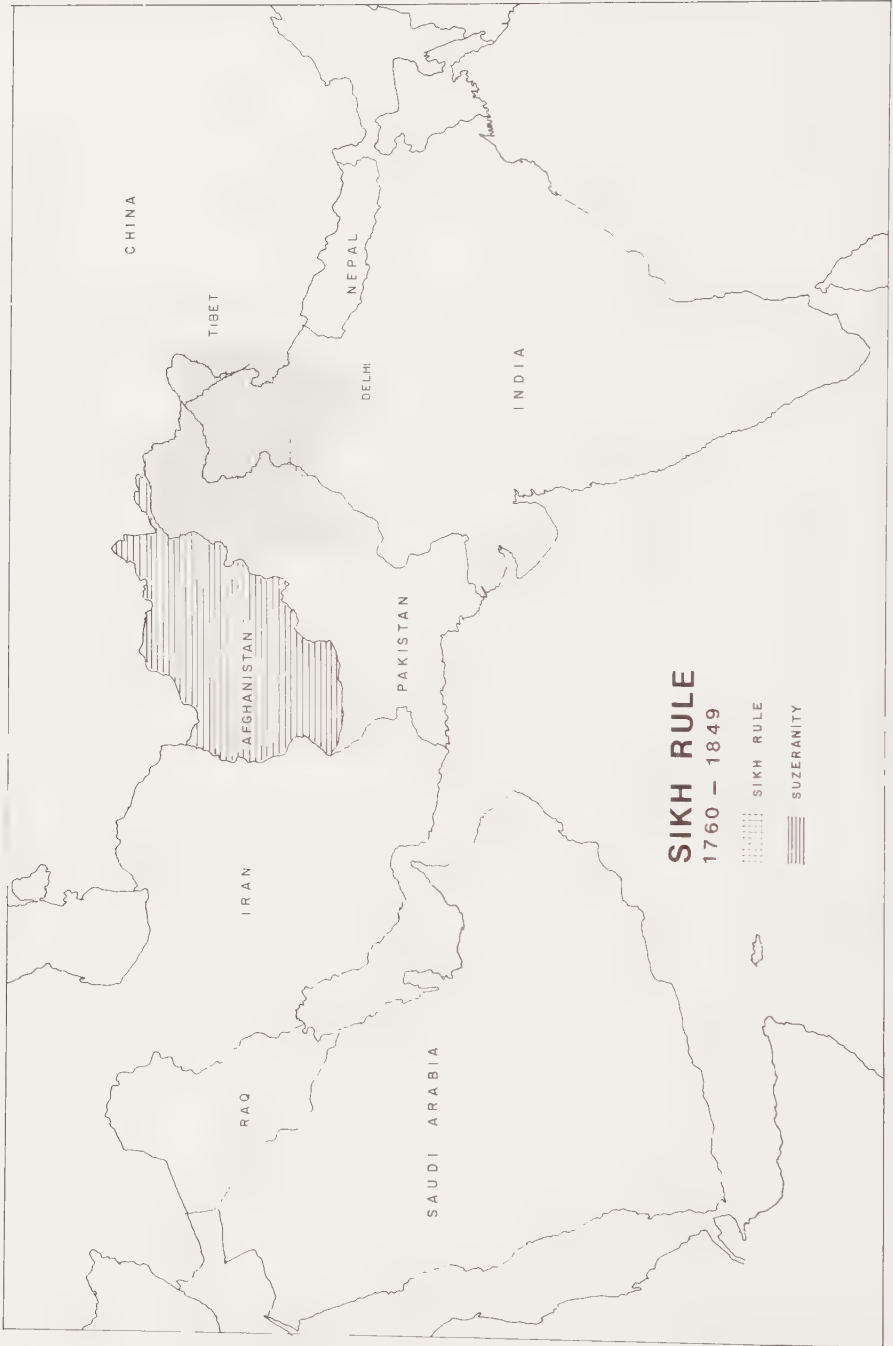 CHINA
TIBET
NEPAL
DELHI
INDIA
AFGHANISTAN
PAKISTAN
IRAN
RAQ
SAUDI ARABIA
SIKH RULE
1760 – 1849
SIKH RULE
SUZERANITY